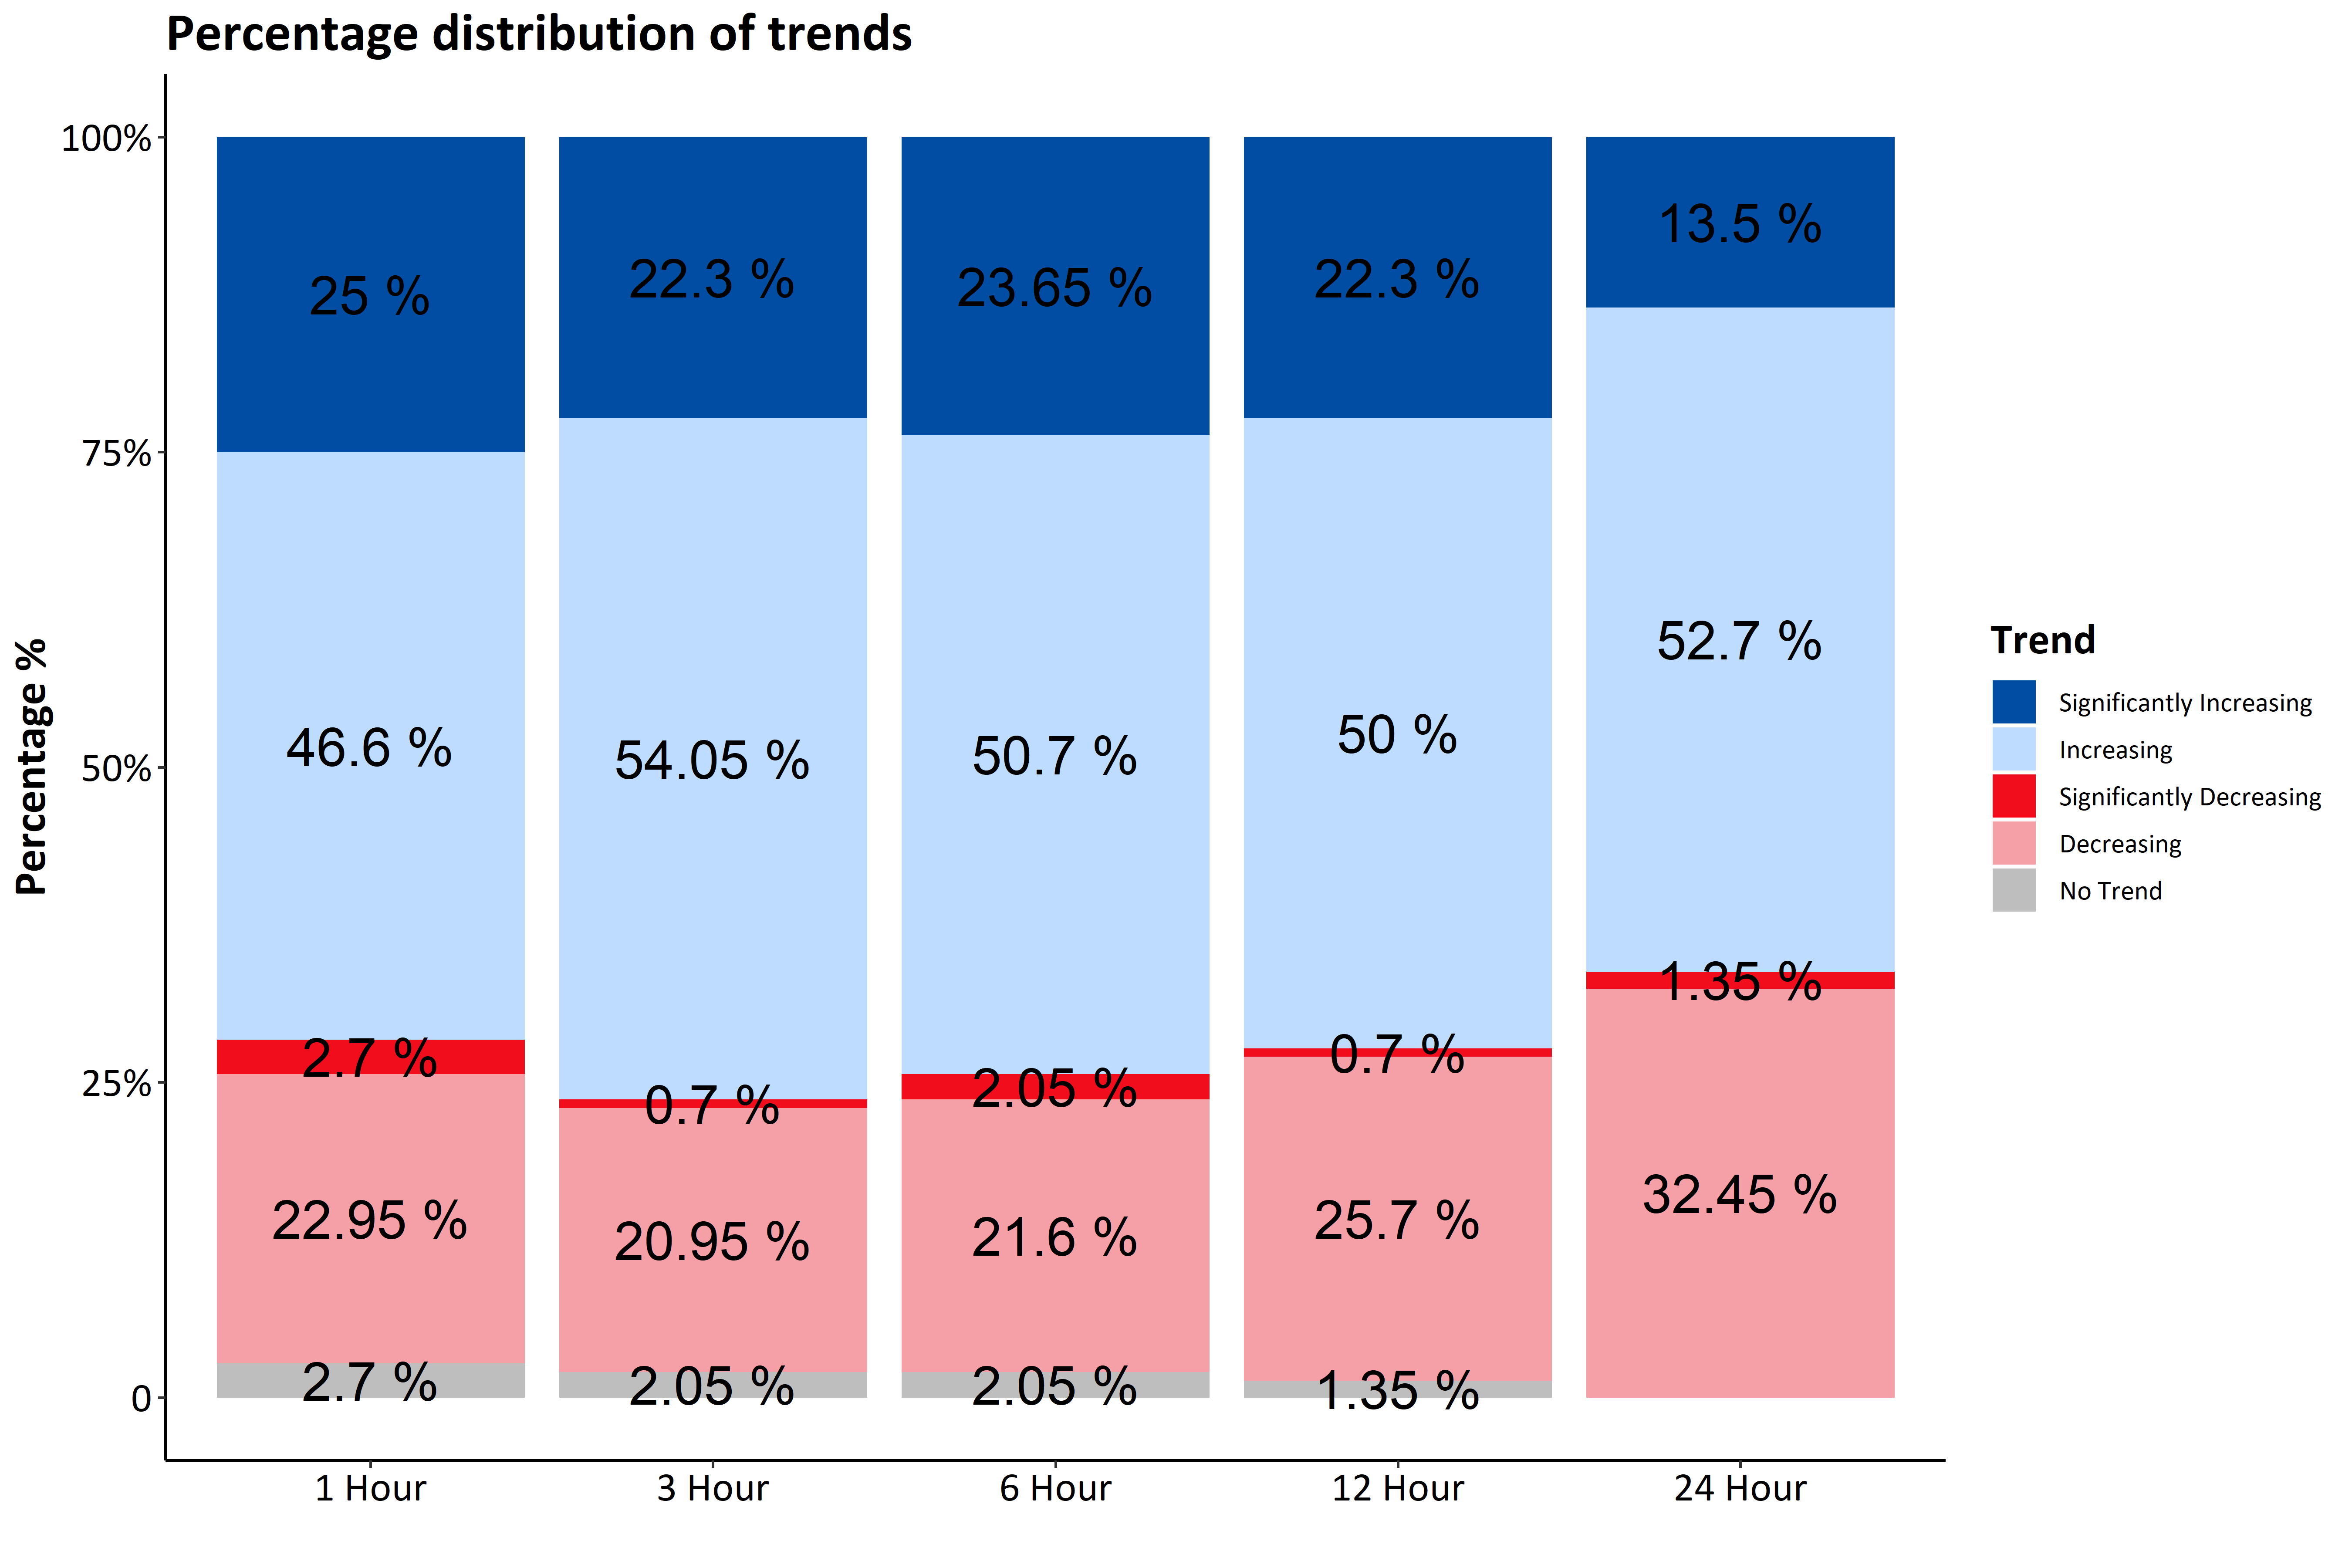 Percentage distribution of trends
Percentage %
100%
75%
50%
25%
0
25 %
46.6 %
2.7 %
22.95 %
2.7 %
22.3 %
54.05 %
0.7 %
20.95 %
2.05 %
23.65 %
50.7 %
2.05 %
21.6 %
2.05 %
22.3 %
50 %
0.7 %
25.7 %
1.35 %
13.5 %
52.7 %
1.35 %
32.45 %
1 Hour
3 Hour
6 Hour
12 Hour
24 Hour
Trend
Significantly Increasing
Increasing
Significantly Decreasing
Decreasing
No Trend